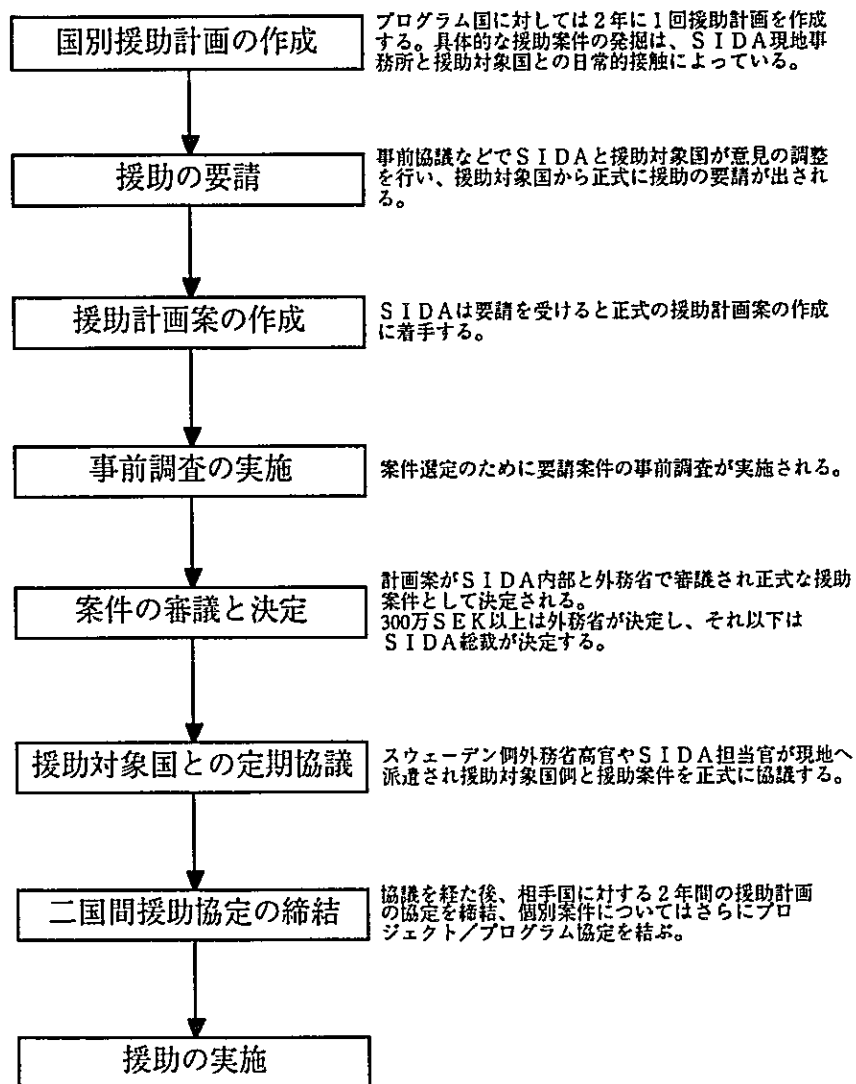 国別援助計画の作成
プログラム国に対しては2年に1回援助計画を作成
する。具体的な援助案件の発掘は、SIDA現地事
務所と援助対象国との日常的接触によっている。
援助の要請
事前協議などでSIDAと援助対象国が意見の調整
を行い、援助対象国から正式に援助の要請が出され
る。
援助計画案の作成
SIDAは要請を受けると正式の援助計画案の作成
に着手する。
事前調査の実施
案件選定のために要請案件の事前調査が実施される。
案件の審議と決定
計画案がSIDA内部と外務省で審議され正式な援助
案件として決定される。
300万SEK以上は外務省が決定し、それ以下は
SIDA総裁が決定する。
援助対象国との定期協議
スウェーデン側外務省高官やSIDA担当官が現地へ
派遣され援助対象国側と援助案件を正式に協議する。
二国間援助協定の締結
協議を経た後、相手国に対する2年間の援助計画
の協定を締結、個別案件についてはさらにプロ
ジェクト/プログラム協定を結ぶ。
援助の実施